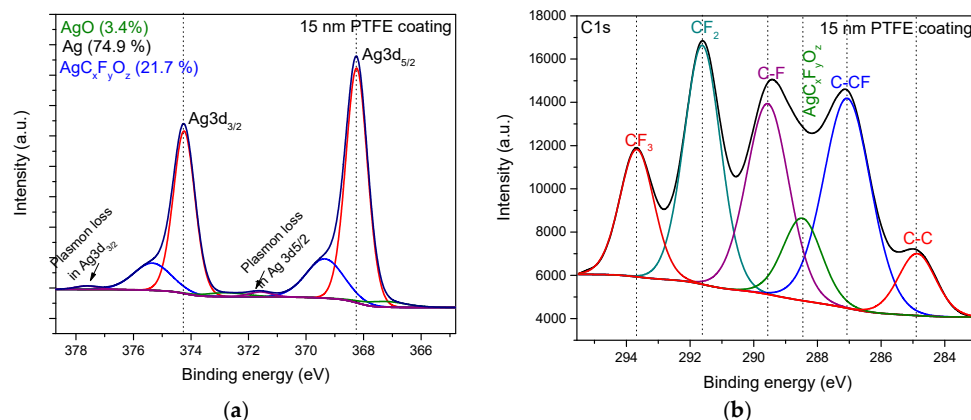 AgO (3.4%)
Ag (74.9 %)
AgCₓFᵧO_z (21.7 %)
15 nm PTFE coating
Ag3d₅/₂
Ag3d₃/₂
Plasmon loss
in Ag3d₃/₂
Plasmon loss
in Ag 3d5/2
Intensity (a.u.)
378 376 374 372 370 368 366
Binding energy (eV)
(a)
C1s
15 nm PTFE coating
CF₃
CF₂
C-F
AgCₓFᵧO_z
C-CF
C-C
18000
16000
14000
12000
10000
8000
6000
4000
Intensity (a.u.)
294 292 290 288 286 284
Binding energy (eV)
(b)